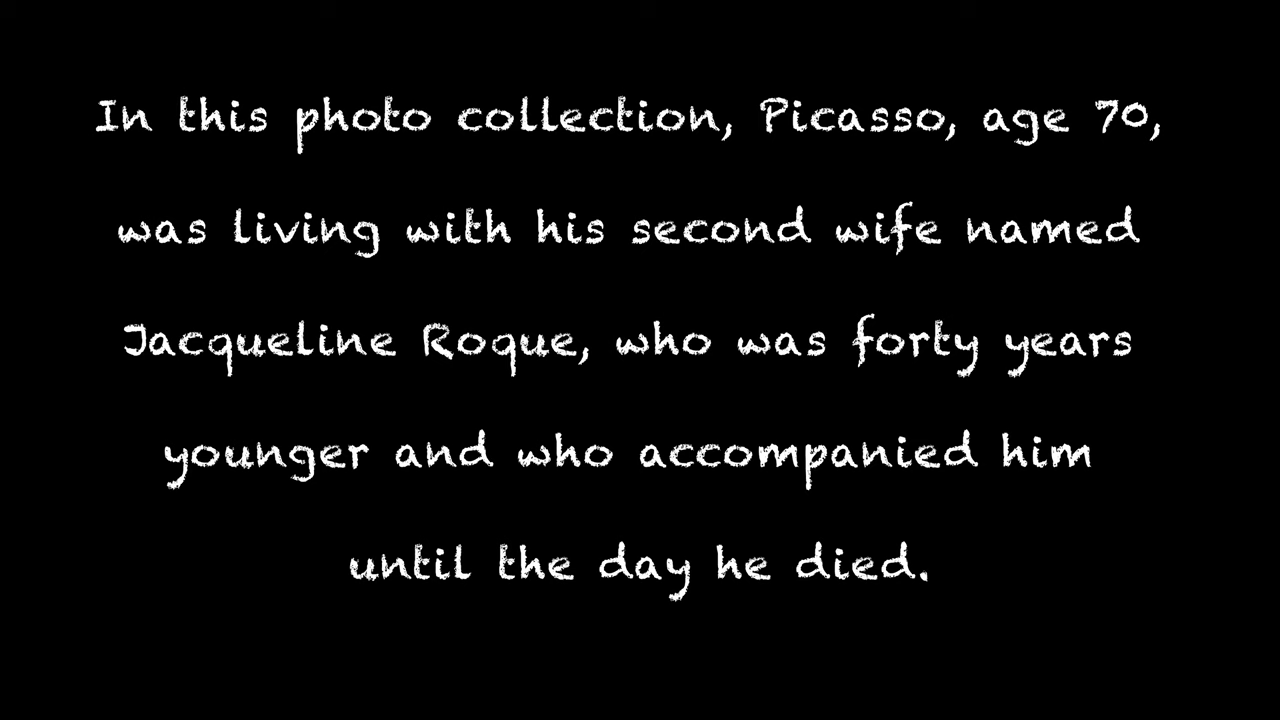 In this photo collection, Picasso, age 70,
was living with his second wife named
Jacqueline Roque, who was forty years
younger and who accompanied him
until the day he died.